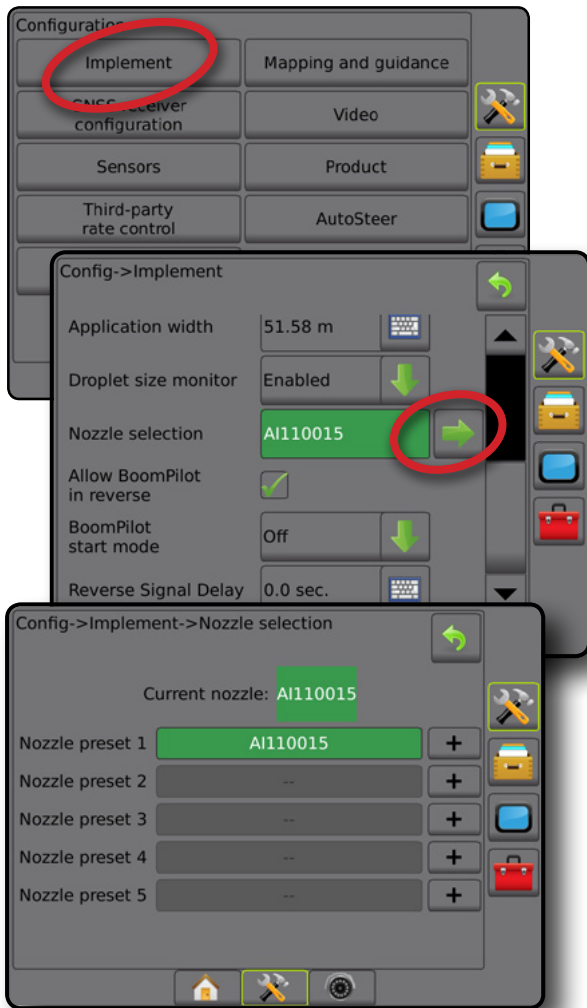 Configuration
Implement
Mapping and guidance
GNSS receiver
configuration
Video
Sensors
Product
Third-party
rate control
AutoSteer
Config->Implement
Application width
51.58 m
Droplet size monitor
Enabled
Nozzle selection
AI110015
Allow BoomPilot
in reverse
BoomPilot
start mode
Off
Reverse Signal Delay
0.0 sec.
Config->Implement->Nozzle selection
Current nozzle: AI110015
Nozzle preset 1 AI110015 +
Nozzle preset 2 -- +
Nozzle preset 3 -- +
Nozzle preset 4 -- +
Nozzle preset 5 -- +